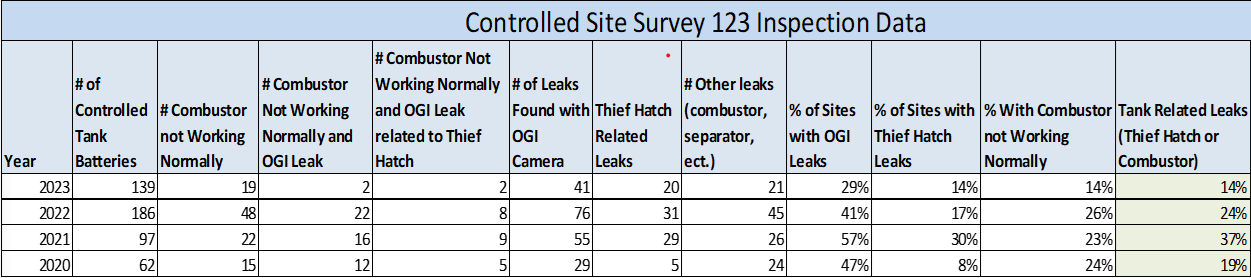 Controlled Site Survey 123 Inspection Data
Year # of Controlled Tank Batteries # Combustor not Working Normally # Combustor Not Working Normally and OGI Leak # Combustor Not Working Normally and OGI Leak related to Thief Hatch # of Leaks Found with OGI Camera Thief Hatch Related Leaks # Other leaks (combustor, separator, ect.) % of Sites with OGI Leaks % of Sites with Thief Hatch Leaks % With Combustor not Working Normally Tank Related Leaks (Thief Hatch or Combustor)
2023 139 19 2 2 41 20 21 29% 14% 14% 14%
2022 186 48 22 8 76 31 45 41% 17% 26% 24%
2021 97 22 16 9 55 29 26 57% 30% 23% 37%
2020 62 15 12 5 29 5 24 47% 8% 24% 19%